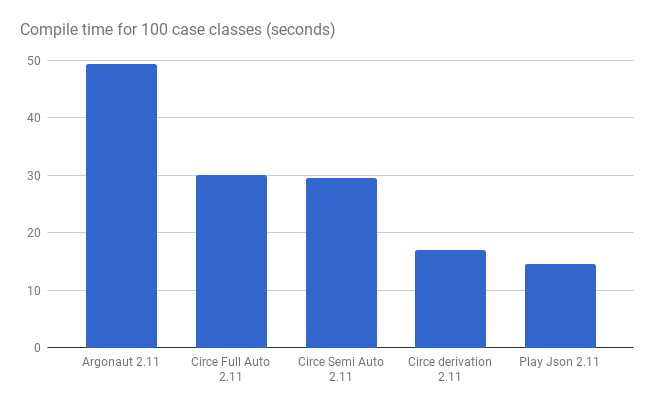 Compile time for 100 case classes (seconds)
50
40
30
20
10
0
Argonaut 2.11
Circe Full Auto
2.11
Circe Semi Auto
2.11
Circe derivation
2.11
Play Json 2.11